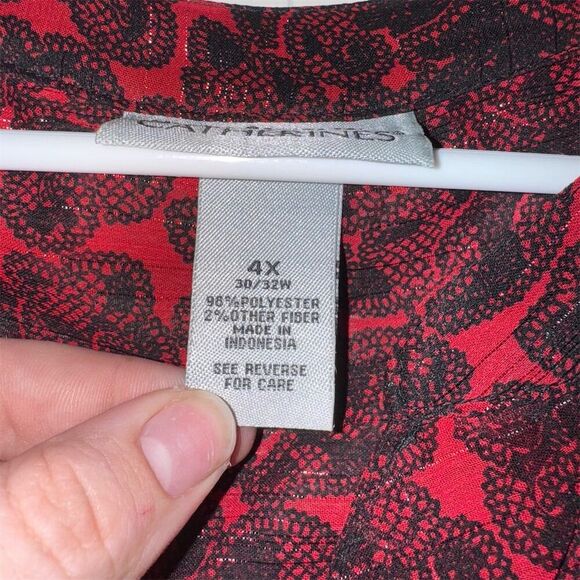 CATHERINES®
4X
30/32W
98%POLYESTER
2%OTHER FIBER
MADE IN
INDONESIA
SEE REVERSE
FOR CARE